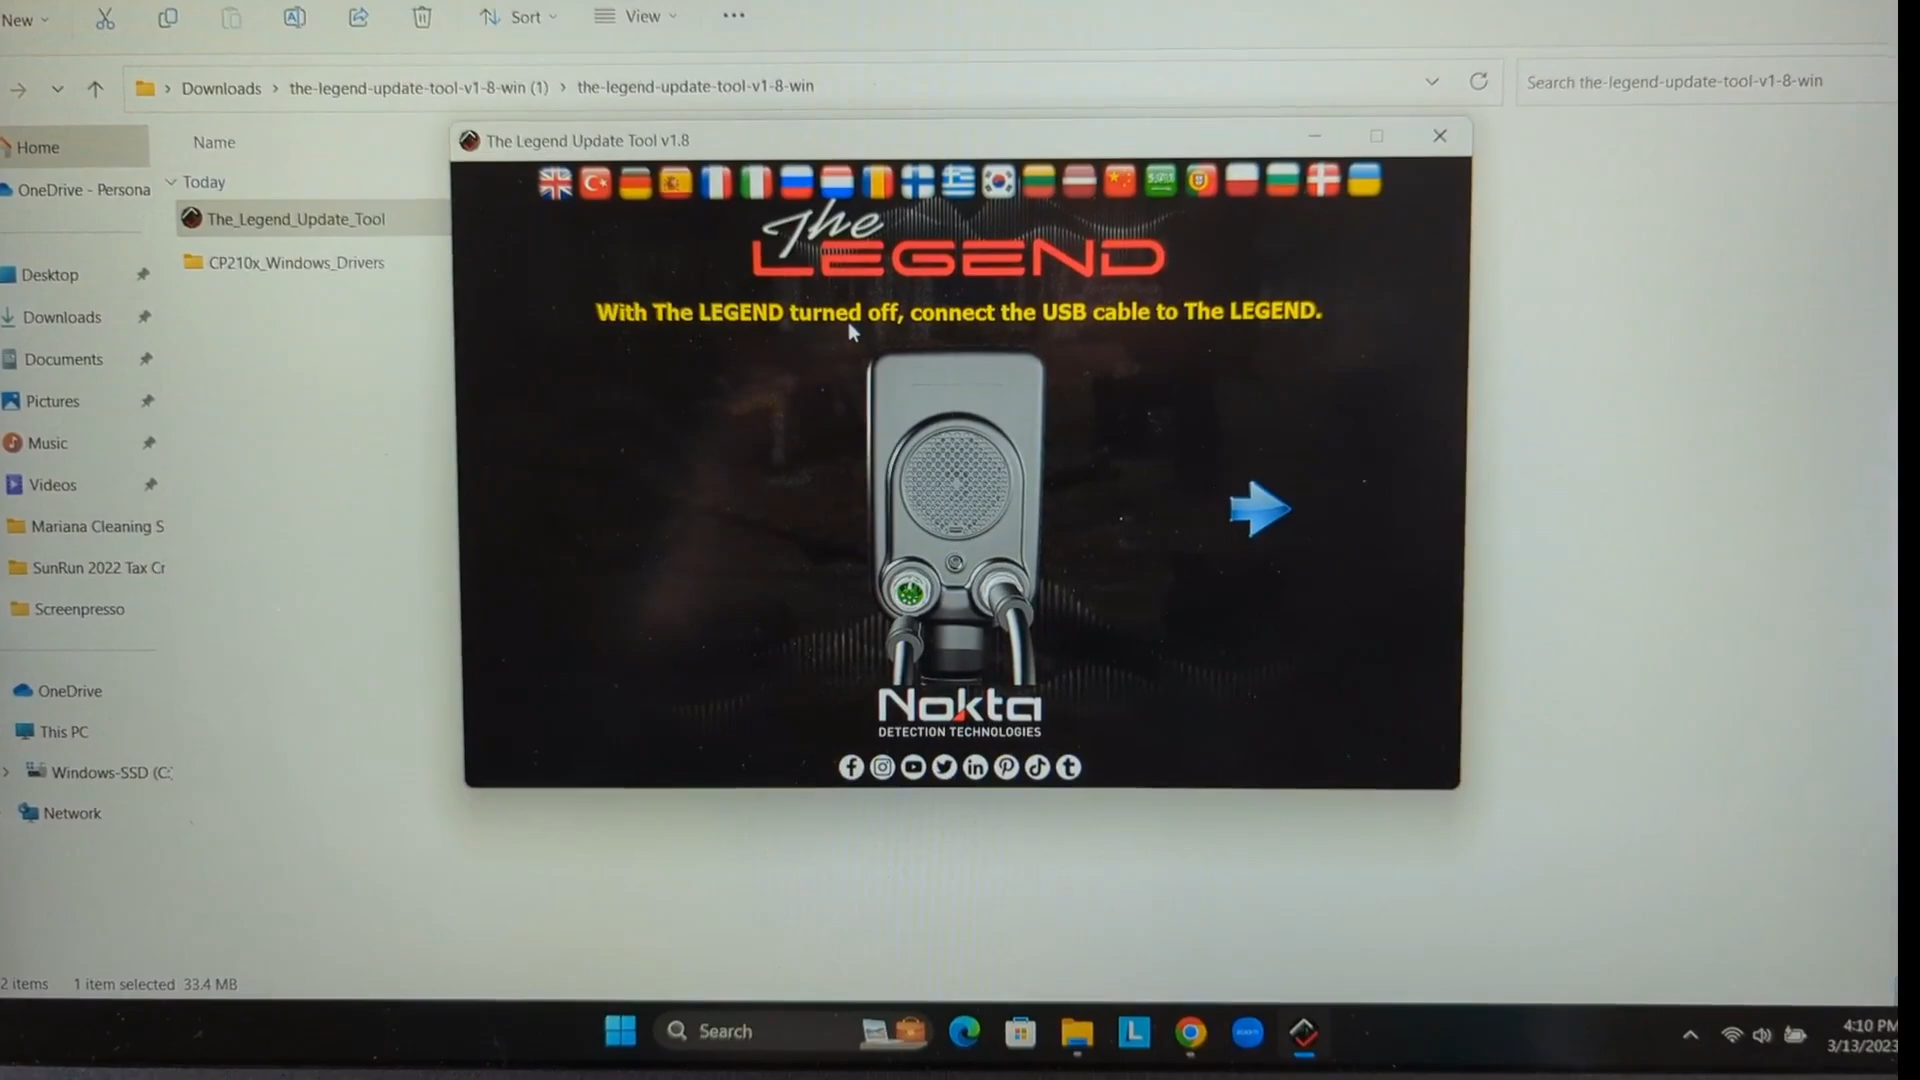 New
Sort
View
Downloads > the-legend-update-tool-v1-8-win (1) > the-legend-update-tool-v1-8-win
Search the-legend-update-tool-v1-8-win
Home
OneDrive - Persona
Desktop
Downloads
Documents
Pictures
Music
Videos
Mariana Cleaning S
SunRun 2022 Tax Cr
Screenpresso
OneDrive
This PC
Windows-SSD (C:
Network
Name
Today
The_Legend_Update_Tool
CP210x_Windows_Drivers
The Legend Update Tool v1.8
The
LEGEND
With The LEGEND turned off, connect the USB cable to The LEGEND.
Nokta
DETECTION TECHNOLOGIES
2 items 1 item selected 33.4 MB
Search
L
zoom
4:10 PM
3/13/2023